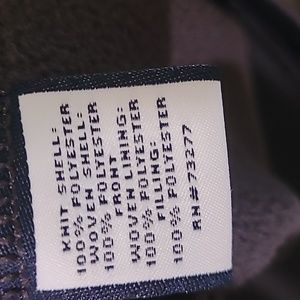 KNIT SHELL:
100% POLYESTER
WOVEN SHELL:
100% POLYESTER
FRONT
WOVEN LINING:
100% POLYESTER
FILLING:
100% POLYESTER
RN#73277